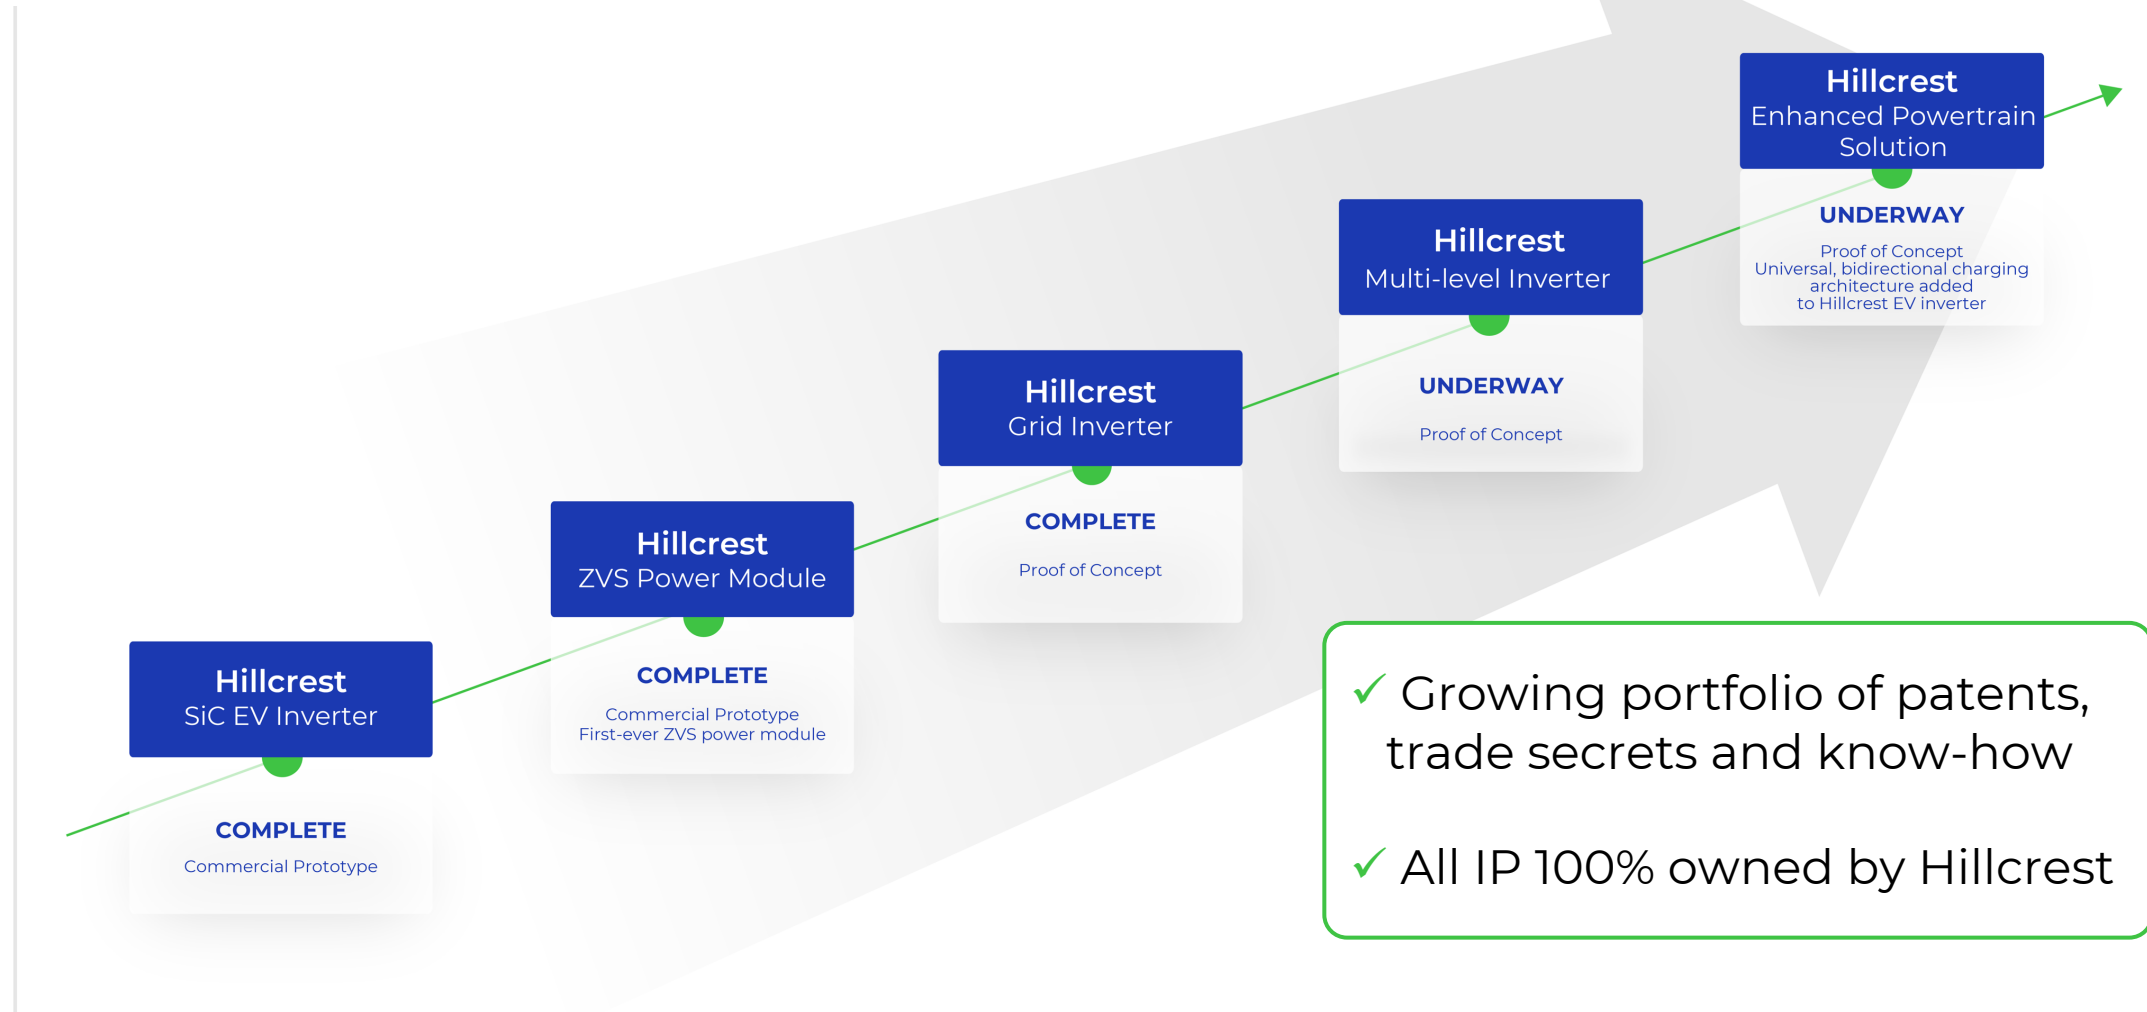 Hillcrest
SiC EV Inverter
COMPLETE
Commercial Prototype
Hillcrest
ZVS Power Module
COMPLETE
Commercial Prototype
First-ever ZVS power module
Hillcrest
Grid Inverter
COMPLETE
Proof of Concept
Hillcrest
Multi-level Inverter
UNDERWAY
Proof of Concept
Hillcrest
Enhanced Powertrain
Solution
UNDERWAY
Proof of Concept
Universal, bidirectional charging
architecture added
to Hillcrest EV inverter
✓ Growing portfolio of patents,
trade secrets and know-how
✓ All IP 100% owned by Hillcrest